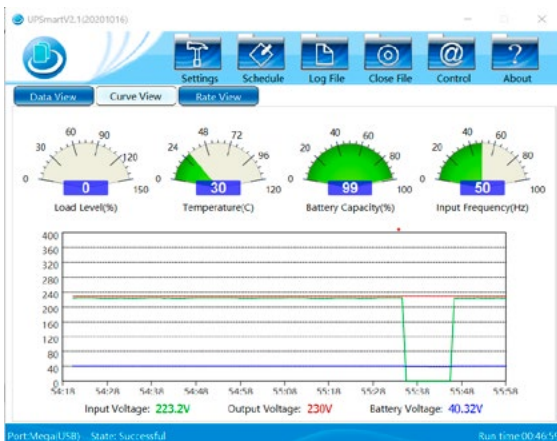 UPSmartV2.1(20201016)
Settings Schedule Log File Close File Control About
Data View Curve View Rate View
0 30 60 90 120 150
0
Load Level(%)
0 24 48 72 96 120
30
Temperature(C)
0 20 40 60 80 100
99
Battery Capacity(%)
0 20 40 60 80 100
50
Input Frequency(Hz)
400
360
320
280
240
200
160
120
80
40
0
54:18 54:28 54:38 54:48 54:58 55:08 55:18 55:28 55:38 55:48 55:58
Input Voltage: 223.2V Output Voltage: 230V Battery Voltage: 40.32V
Port:Mega(USB) State: Successful Run time 00:46:5